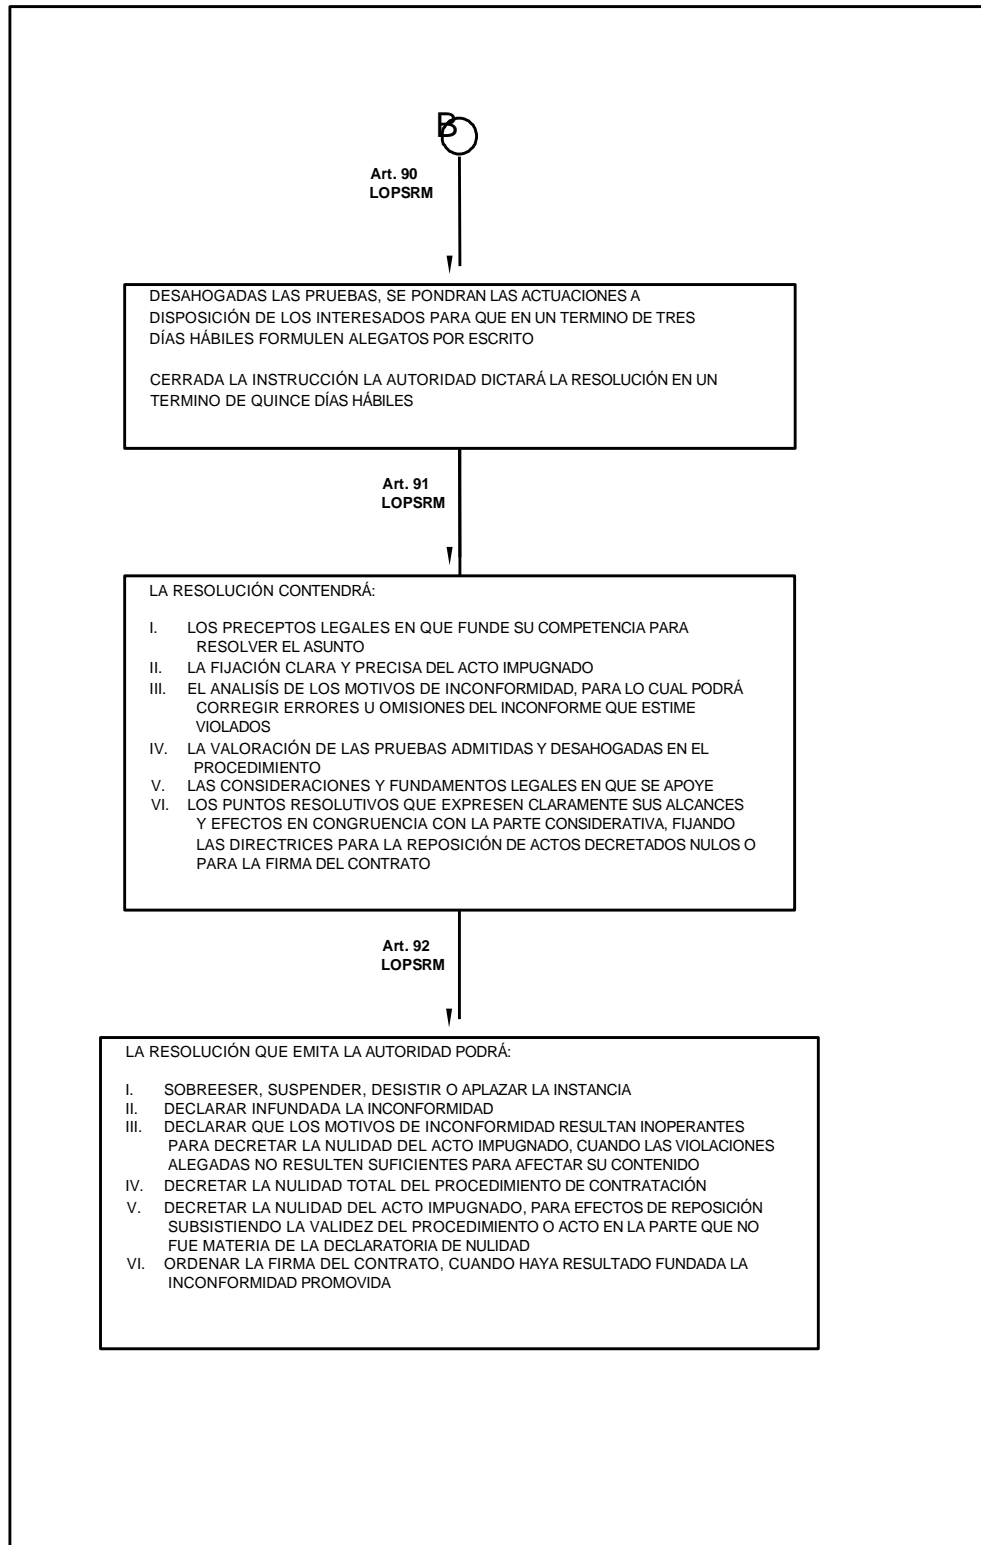 B
Art. 90
LOPSRM
DESAHOGADAS LAS PRUEBAS, SE PONDRAN LAS ACTUACIONES A
DISPOSICIÓN DE LOS INTERESADOS PARA QUE EN UN TERMINO DE TRES
DÍAS HÁBILES FORMULEN ALEGATOS POR ESCRITO
CERRADA LA INSTRUCCIÓN LA AUTORIDAD DICTARÁ LA RESOLUCIÓN EN UN
TERMINO DE QUINCE DÍAS HÁBILES
Art. 91
LOPSRM
LA RESOLUCIÓN CONTENDRÁ:
I. LOS PRECEPTOS LEGALES EN QUE FUNDE SU COMPETENCIA PARA
RESOLVER EL ASUNTO
II. LA FIJACIÓN CLARA Y PRECISA DEL ACTO IMPUGNADO
III. EL ANALISÍS DE LOS MOTIVOS DE INCONFORMIDAD, PARA LO CUAL PODRÁ
CORREGIR ERRORES U OMISIONES DEL INCONFORME QUE ESTIME
VIOLADOS
IV. LA VALORACIÓN DE LAS PRUEBAS ADMITIDAS Y DESAHOGADAS EN EL
PROCEDIMIENTO
V. LAS CONSIDERACIONES Y FUNDAMENTOS LEGALES EN QUE SE APOYE
VI. LOS PUNTOS RESOLUTIVOS QUE EXPRESEN CLARAMENTE SUS ALCANCES
Y EFECTOS EN CONGRUENCIA CON LA PARTE CONSIDERATIVA, FIJANDO
LAS DIRECTRICES PARA LA REPOSICIÓN DE ACTOS DECRETADOS NULOS O
PARA LA FIRMA DEL CONTRATO
Art. 92
LOPSRM
LA RESOLUCIÓN QUE EMITA LA AUTORIDAD PODRÁ:
I. SOBREESER, SUSPENDER, DESISTIR O APLAZAR LA INSTANCIA
II. DECLARAR INFUNDADA LA INCONFORMIDAD
III. DECLARAR QUE LOS MOTIVOS DE INCONFORMIDAD RESULTAN INOPERANTES
PARA DECRETAR LA NULIDAD DEL ACTO IMPUGNADO, CUANDO LAS VIOLACIONES
ALEGADAS NO RESULTEN SUFICIENTES PARA AFECTAR SU CONTENIDO
IV. DECRETAR LA NULIDAD TOTAL DEL PROCEDIMIENTO DE CONTRATACIÓN
V. DECRETAR LA NULIDAD DEL ACTO IMPUGNADO, PARA EFECTOS DE REPOSICIÓN
SUBSISTIENDO LA VALIDEZ DEL PROCEDIMIENTO O ACTO EN LA PARTE QUE NO
FUE MATERIA DE LA DECLARATORIA DE NULIDAD
VI. ORDENAR LA FIRMA DEL CONTRATO, CUANDO HAYA RESULTADO FUNDADA LA
INCONFORMIDAD PROMOVIDA